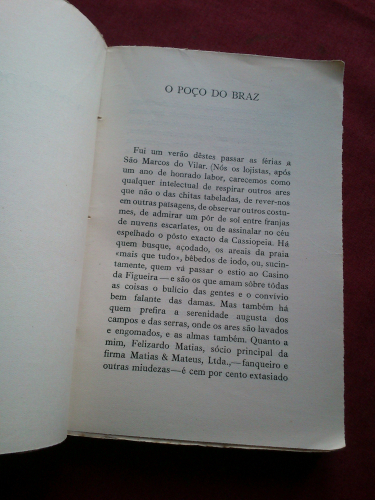 O POÇO DO BRAZ
Fui um verão dêstes passar as férias a
São Marcos do Vilar. (Nós os lojistas, após
um ano de honrado labor, carecemos como
qualquer intelectual de respirar outros ares
que não o das chitas tabeladas, de rever-nos
em outras paisagens, de observar outros costu-
mes, de admirar um pôr de sol entre franjas
de nuvens escarlates, ou de assinalar no céu
espelhado o pôsto exacto da Cassiopeia. Há
quem busque, açodado, os areais da praia
«mais que tudo», bêbedos de iodo, ou, sucin-
tamente, quem vá passar o estio ao Casino
da Figueira — e são os que amam sôbre tôdas
as coisas o bulício das gentes e o convívio
bem falante das damas. Mas também há
quem prefira a serenidade augusta dos
campos e das serras, onde os ares são lavados
e engomados, e as almas também. Quanto a
mim, Felizardo Matias, sócio principal da
firma Matias & Mateus, Ltda., — fanqueiro e
outras miudezas — é cem por cento extasiado